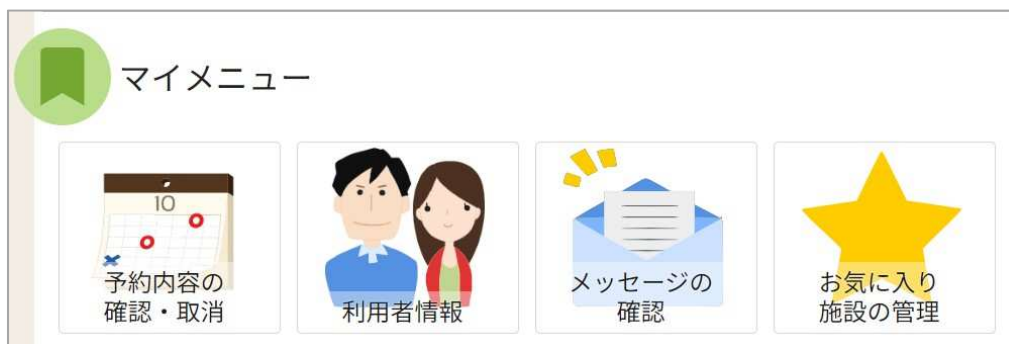 マイメニュー
10
予約内容の
確認・取消
利用者情報
メッセージの
確認
お気に入り
施設の管理